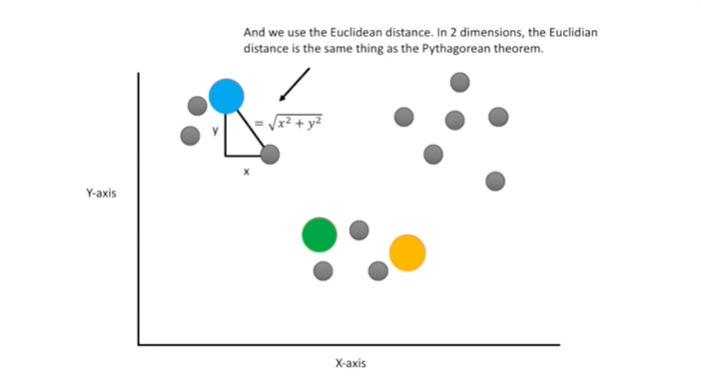 And we use the Euclidean distance. In 2 dimensions, the Euclidian
distance is the same thing as the Pythagorean theorem.
= √x² + y²
y
x
Y-axis
X-axis